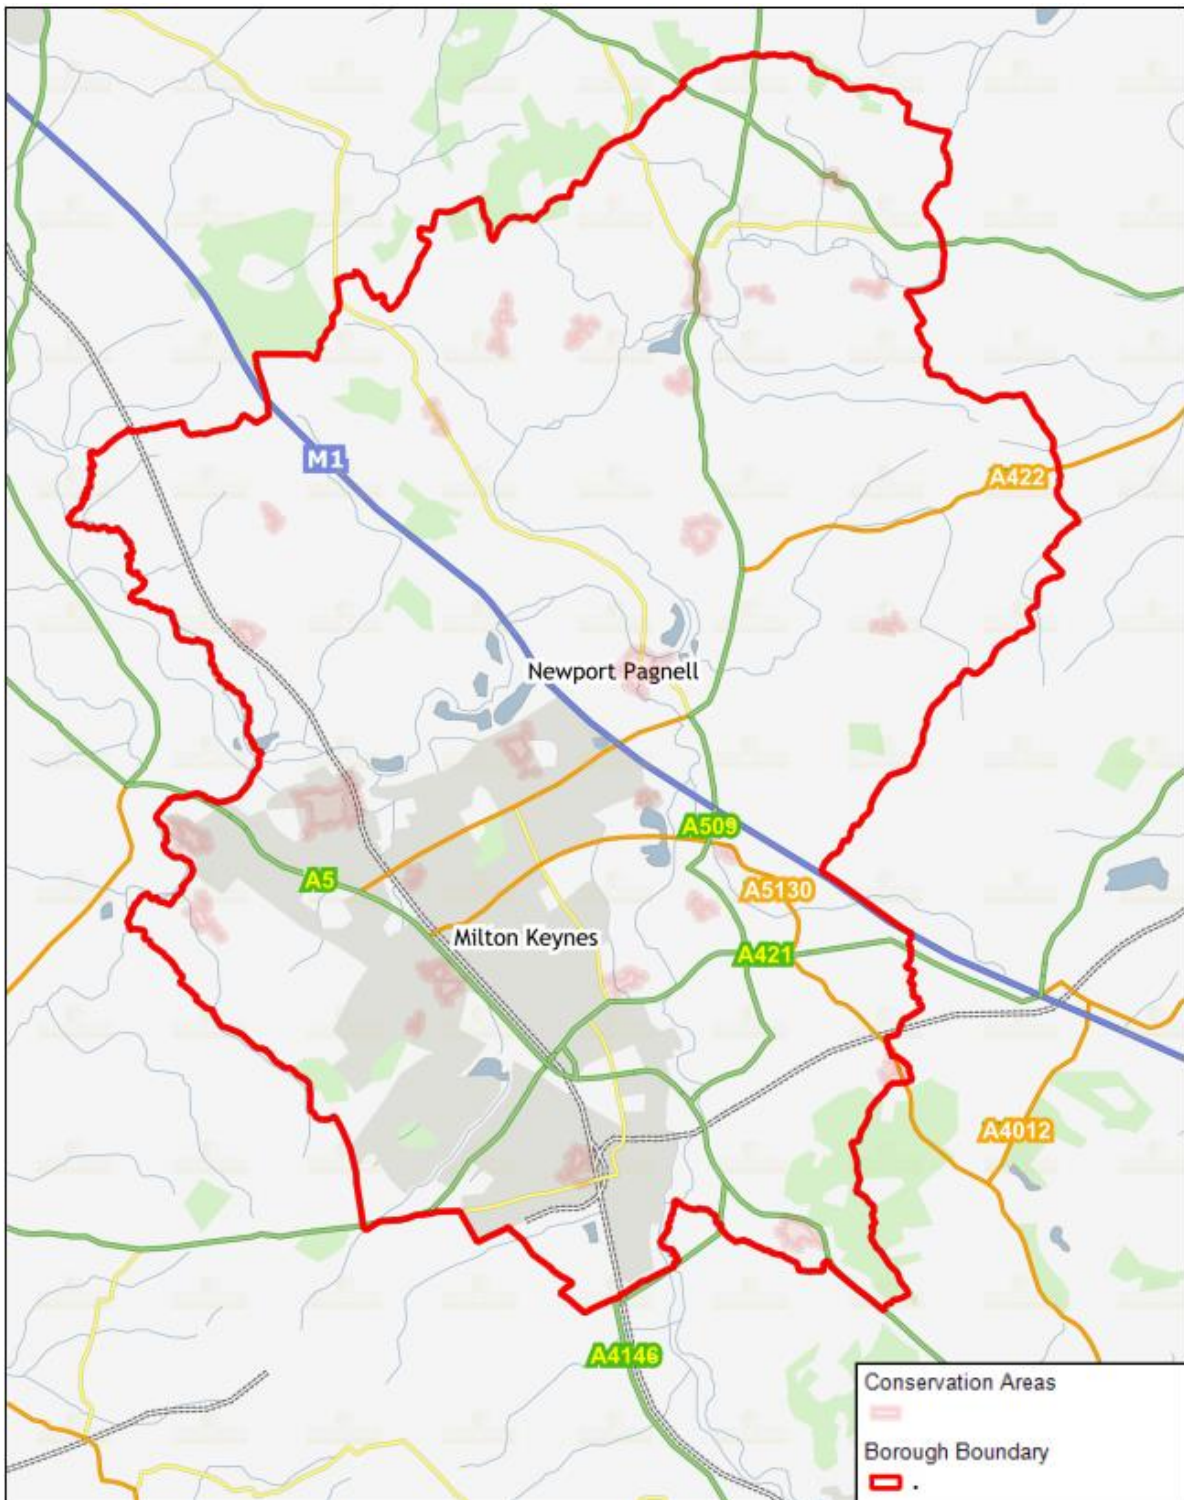 M1
A422
Newport Pagnell
A509
A5
A5130
Milton Keynes
A421
A4012
A4146
Conservation Areas
Borough Boundary
.